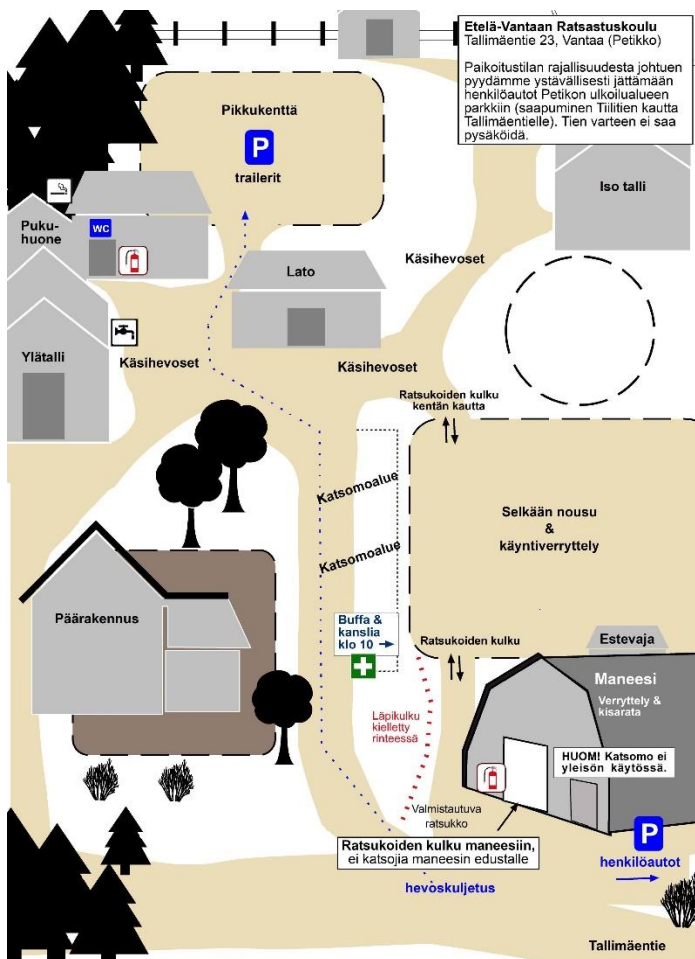 Etelä-Vantaan Ratsastuskoulu
Tallimäentie 23, Vantaa (Petikko)
Paikoitustilan rajallisuudesta johtuen
pyydämme ystävällisesti jättämään
henkilöautot Petikon ulkoilualueen
parkkiin (saapuminen Tiilitien kautta
Tallimäentielle). Tien varteen ei saa
pysäköidä.
Pikkukenttä
P
trailerit
Iso talli
Puku-
huone
WC
Lato
Käsihevoset
Ylätalli
Käsihevoset
Käsihevoset
Ratsukoiden kulku
kentän kautta
Katsomoalue
Katsomoalue
Selkään nousu
&
käyntiverryttely
Päärakennus
Buffa &
kanslia
klo 10
Ratsukoiden kulku
Estevaja
Maneesi
Verryttely &
kisarata
Läpikulku
kielletty
rinteessä
HUOM! Katsomo ei
yleisön käytössä.
Valmistautuva
ratsukko
Ratsukoiden kulku maneesiin,
ei katsojia maneesin edustalle
P
henkilöautot
hevoskuljetus
Tallimäentie